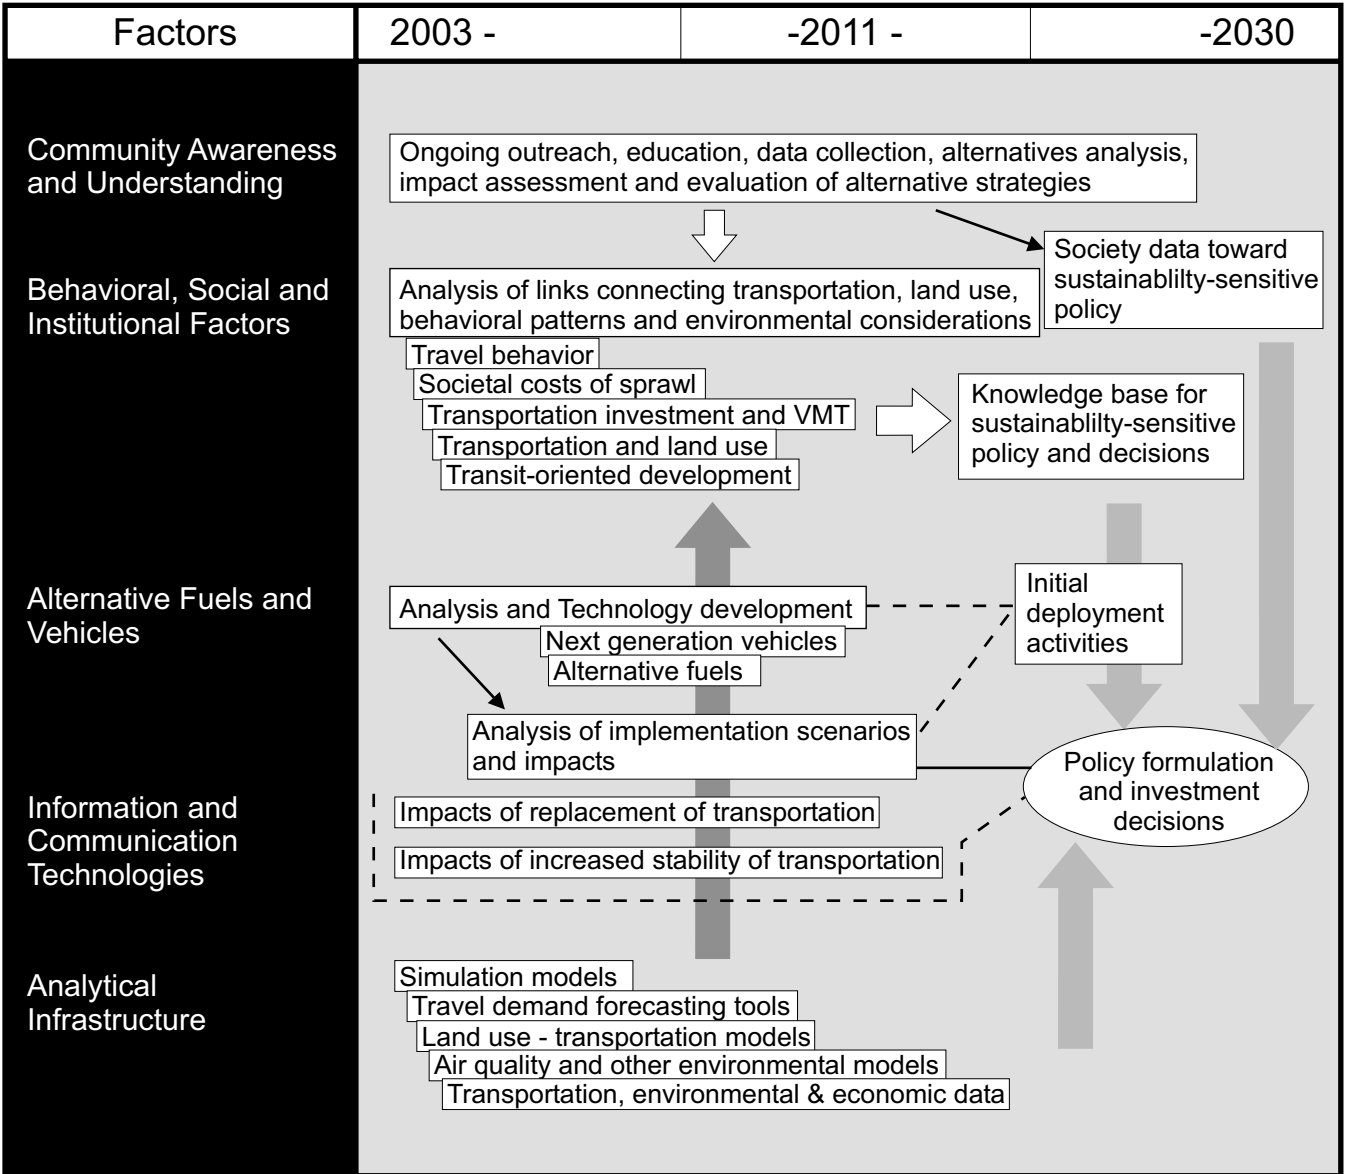 Factors
2003 -
-2011 -
-2030
Community Awareness
and Understanding
Ongoing outreach, education, data collection, alternatives analysis,
impact assessment and evaluation of alternative strategies
Society data toward
sustainablilty-sensitive
policy
Behavioral, Social and
Institutional Factors
Analysis of links connecting transportation, land use,
behavioral patterns and environmental considerations
Travel behavior
Societal costs of sprawl
Transportation investment and VMT
Transportation and land use
Transit-oriented development
Knowledge base for
sustainablilty-sensitive
policy and decisions
Alternative Fuels and
Vehicles
Analysis and Technology development
Next generation vehicles
Alternative fuels
Initial
deployment
activities
Analysis of implementation scenarios
and impacts
Policy formulation
and investment
decisions
Information and
Communication
Technologies
Impacts of replacement of transportation
Impacts of increased stability of transportation
Analytical
Infrastructure
Simulation models
Travel demand forecasting tools
Land use - transportation models
Air quality and other environmental models
Transportation, environmental & economic data